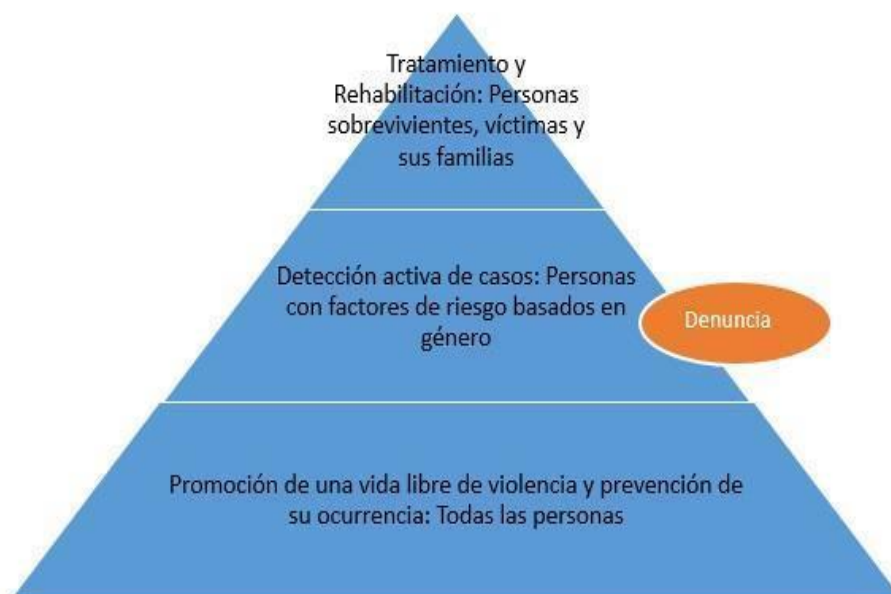 Tratamiento y
Rehabilitación: Personas
sobrevivientes, víctimas y
sus familias
Detección activa de casos: Personas
con factores de riesgo basados en
género
Denuncia
Promoción de una vida libre de violencia y prevención de
su ocurrencia: Todas las personas